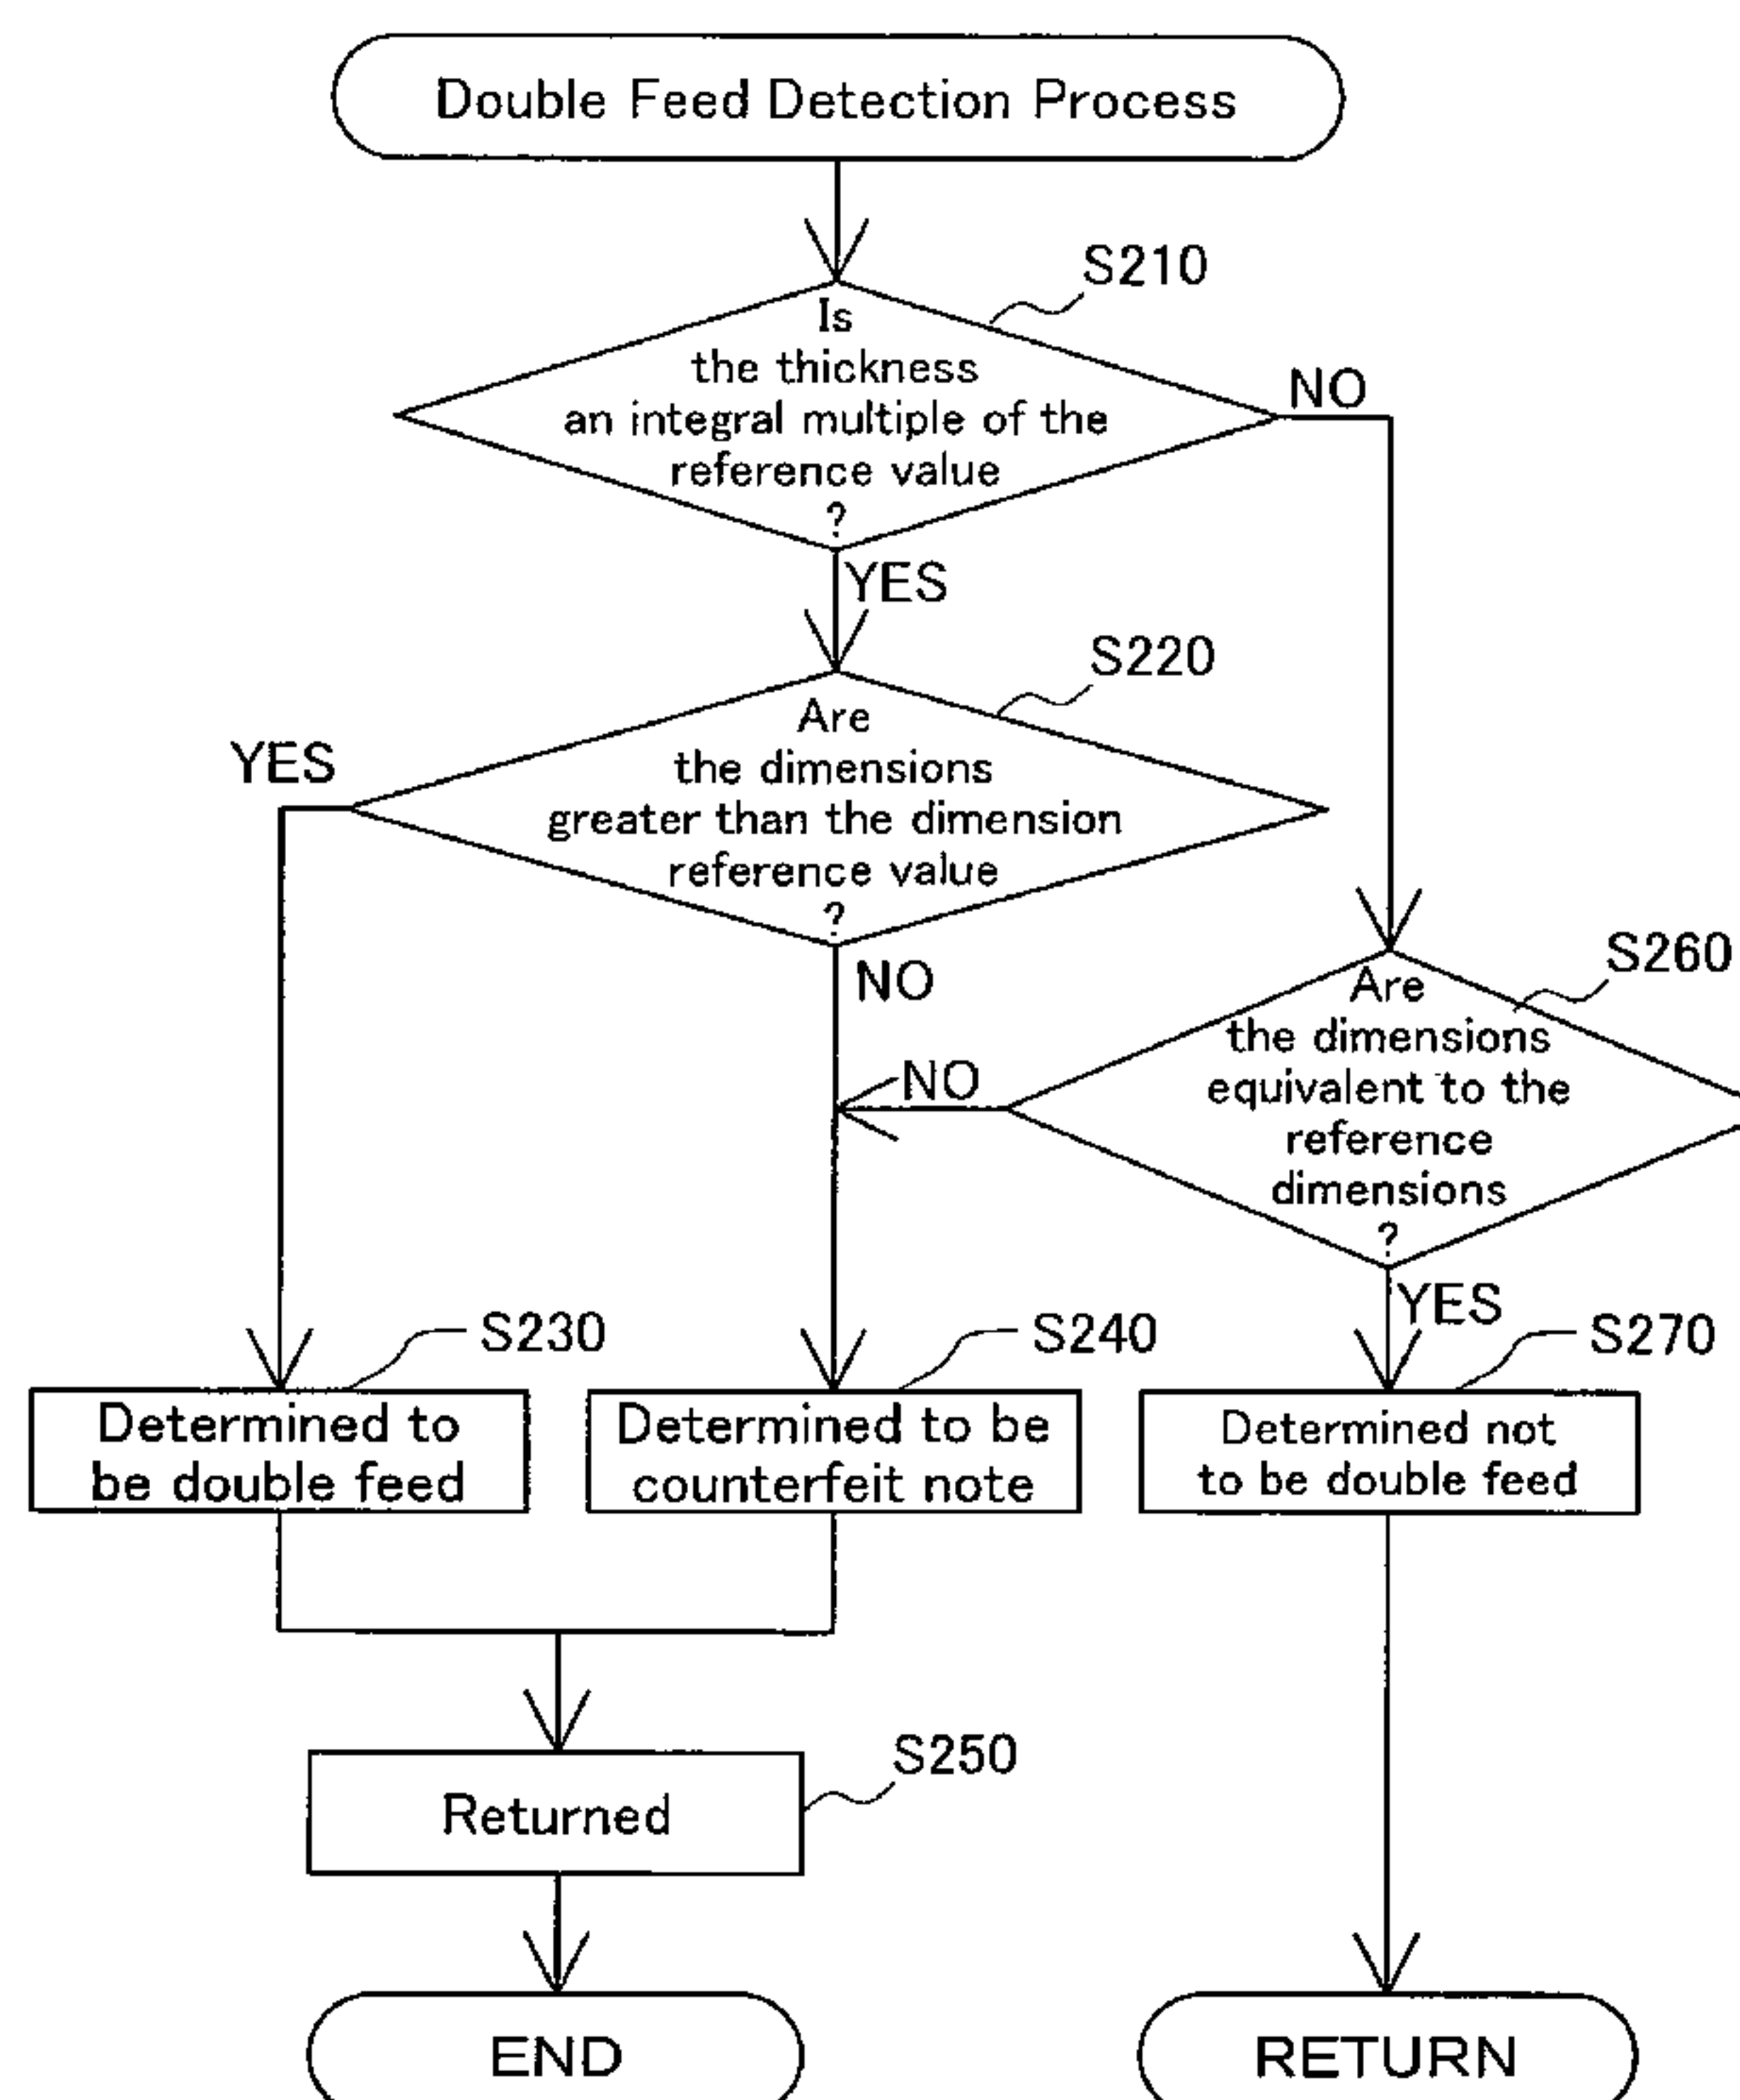 Double Feed Detection Process
S210
Is
the thickness
an integral multiple of the
reference value
?
NO
YES
S220
Are
the dimensions
greater than the dimension
reference value
?
YES
NO
S260
Are
the dimensions
equivalent to the
reference
dimensions
?
NO
YES
S230
Determined to
be double feed
S240
Determined to be
counterfeit note
S270
Determined not
to be double feed
S250
Returned
END
RETURN